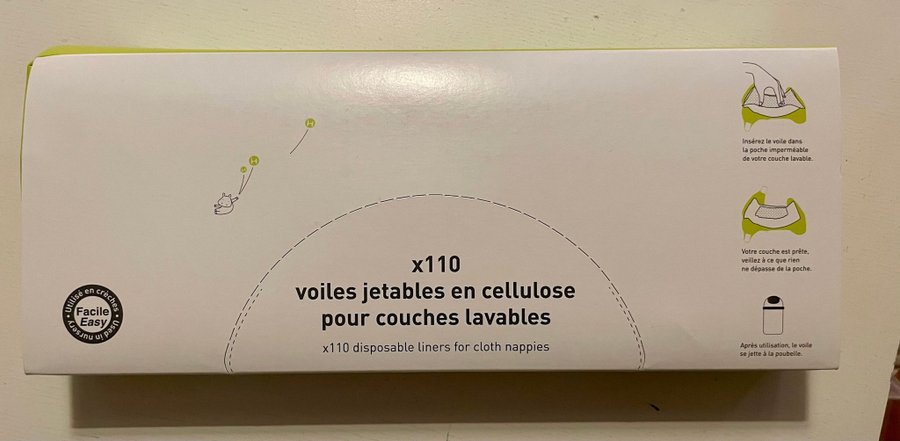 x110
voiles jetables en cellulose
pour couches lavables
x110 disposable liners for cloth nappies
Utilisé en crèches
Facile
Easy
Used in nursery
Insérez le voile dans
la poche imperméable
de votre couche lavable.
Votre couche est prête,
veillez à ce que rien
ne dépasse de la poche.
Après utilisation, le voile
se jette à la poubelle.